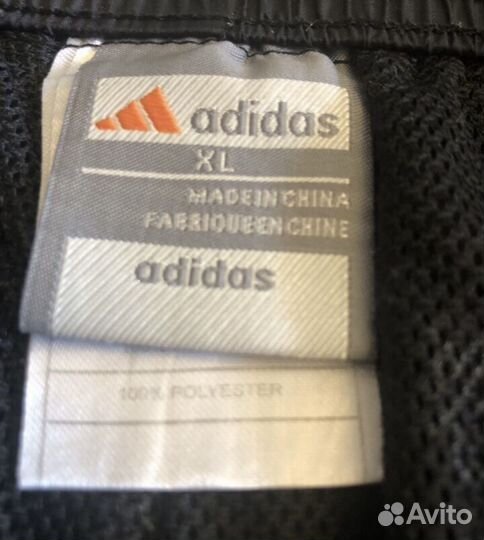 adidas
XL
MADE IN CHINA
FABRIQUE EN CHINE
adidas
100% POLYESTER
Avito